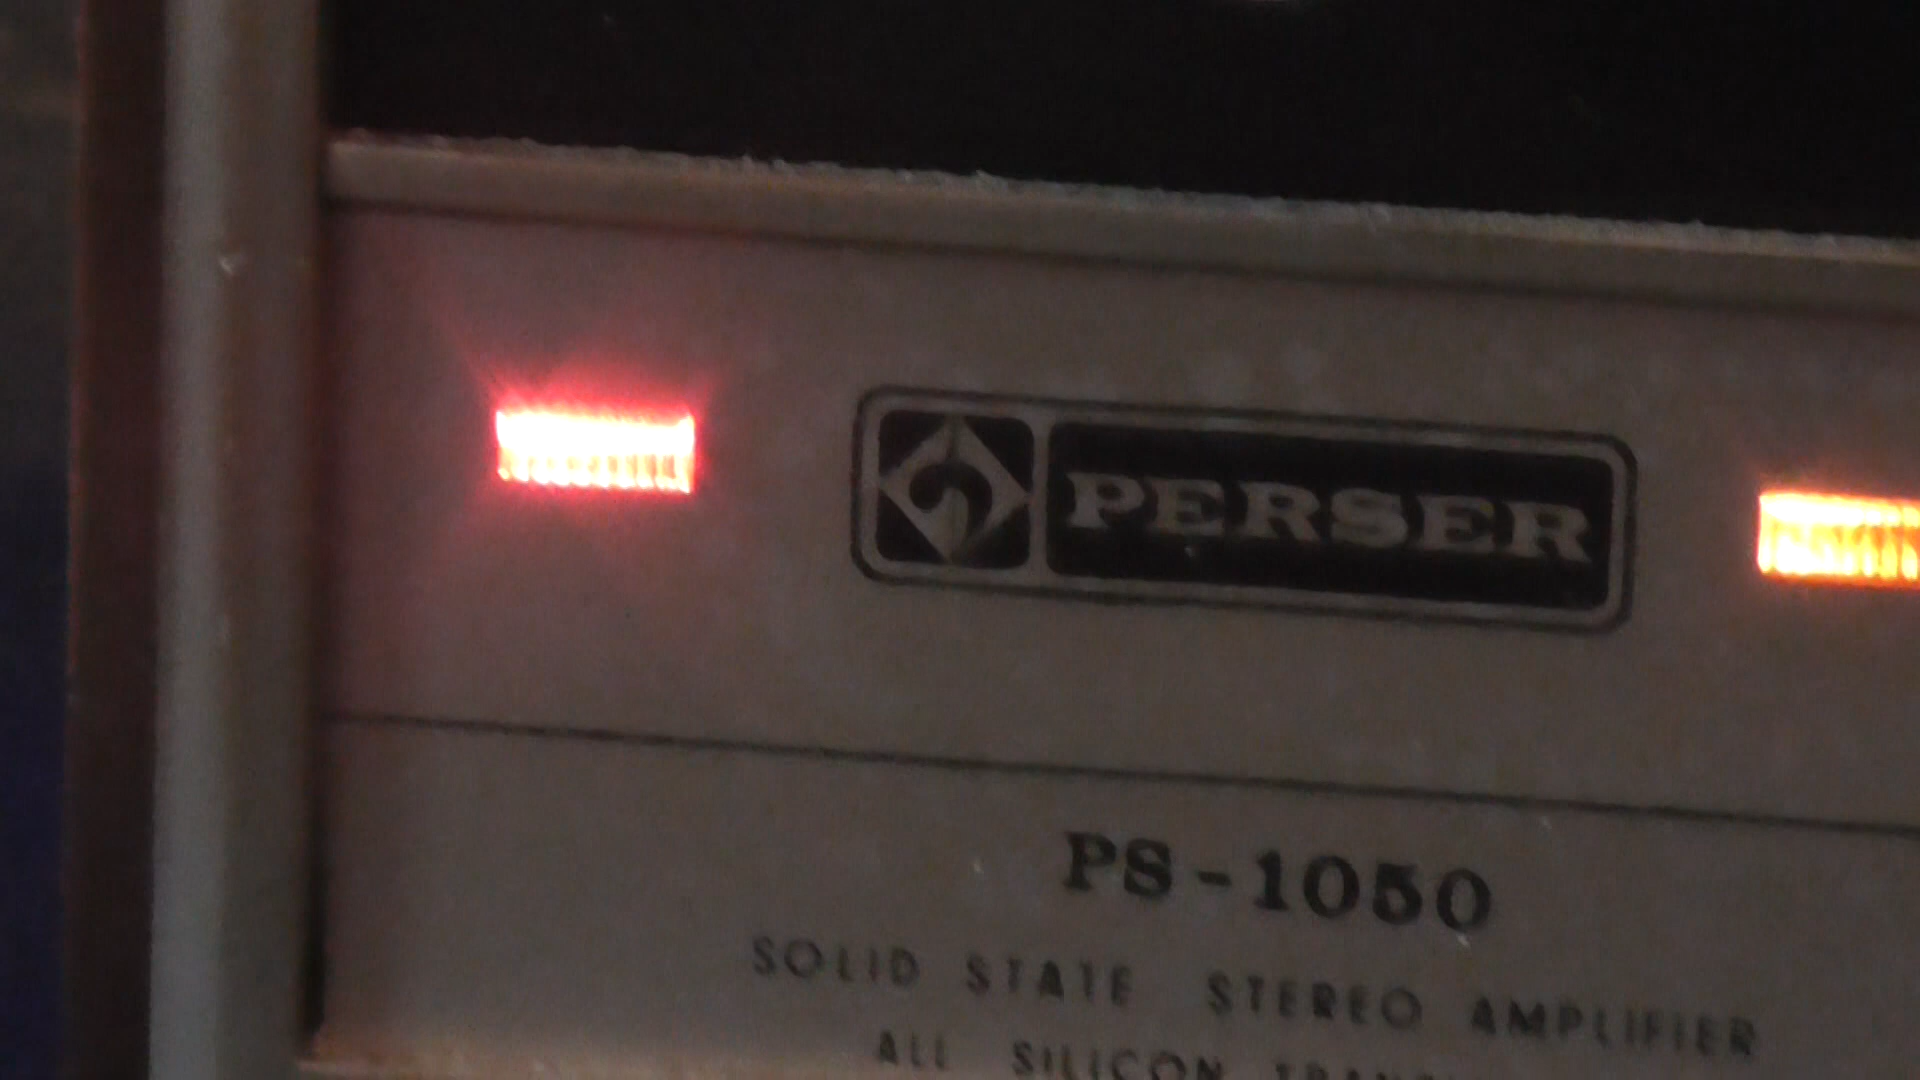 PERSER
PS-1050
SOLID STATE STEREO AMPLIFIER
ALL SILICON